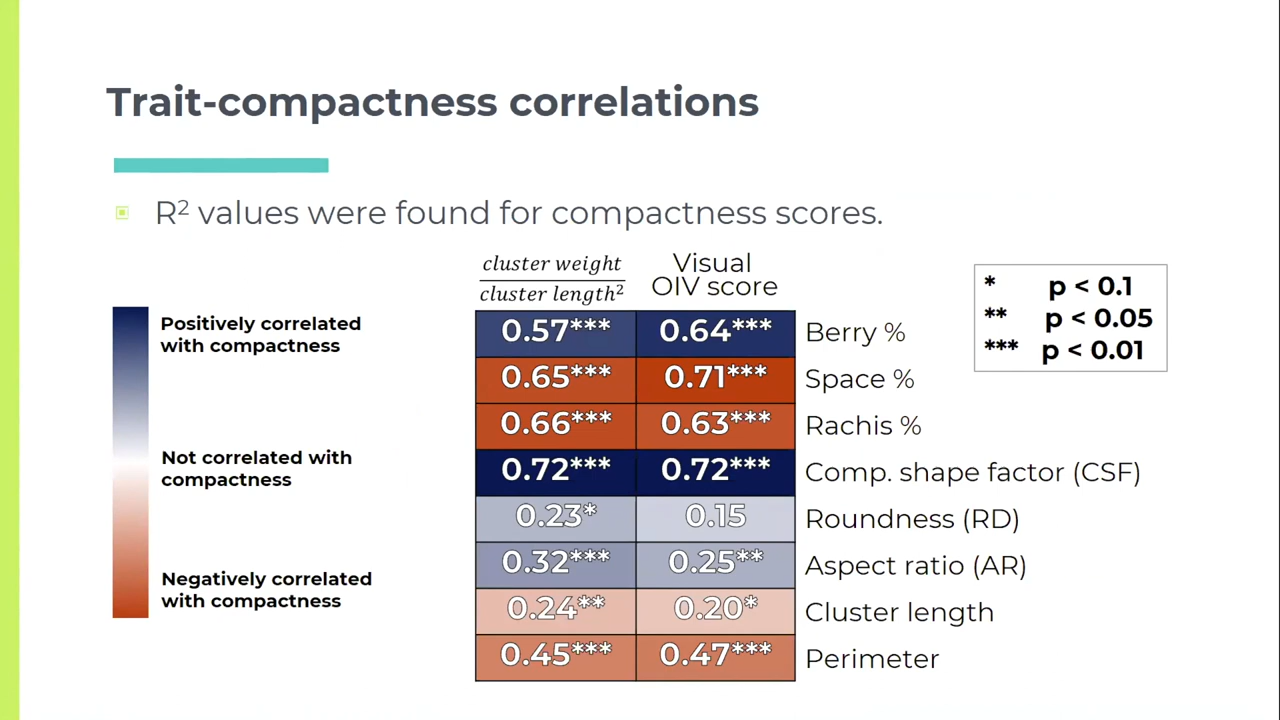 Trait-compactness correlations
R² values were found for compactness scores.
cluster weight
cluster length²
Visual
OIV score
* p < 0.1
** p < 0.05
*** p < 0.01
Positively correlated
with compactness
Not correlated with
compactness
Negatively correlated
with compactness
0.57*** 0.64*** Berry %
0.65*** 0.71*** Space %
0.66*** 0.63*** Rachis %
0.72*** 0.72*** Comp. shape factor (CSF)
0.23* 0.15 Roundness (RD)
0.32*** 0.25** Aspect ratio (AR)
0.24** 0.20* Cluster length
0.45*** 0.47*** Perimeter